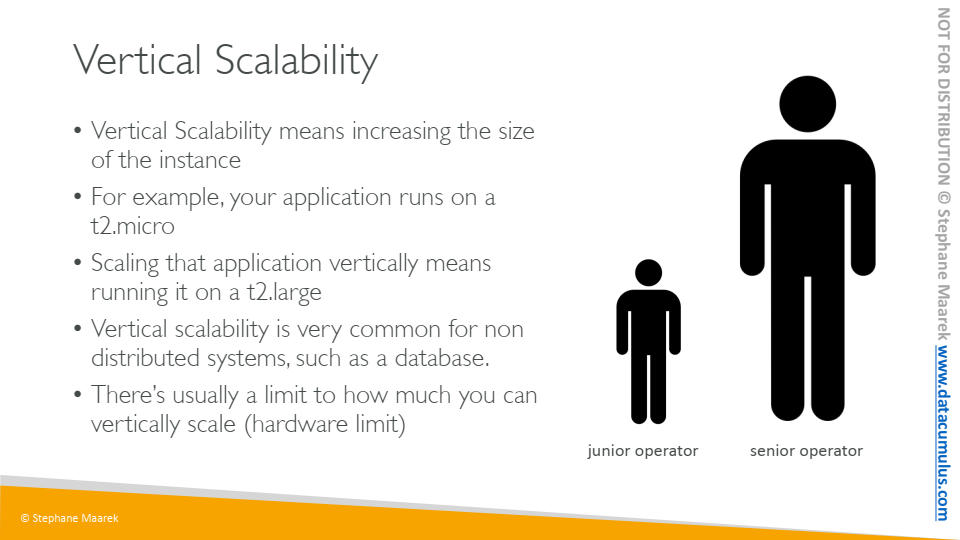 Vertical Scalability
• Vertical Scalability means increasing the size
of the instance
• For example, your application runs on a
t2.micro
• Scaling that application vertically means
running it on a t2.large
• Vertical scalability is very common for non
distributed systems, such as a database.
• There’s usually a limit to how much you can
vertically scale (hardware limit)
junior operator
senior operator
© Stephane Maarek
NOT FOR DISTRIBUTION © Stephane Maarek www.datacumulus.com